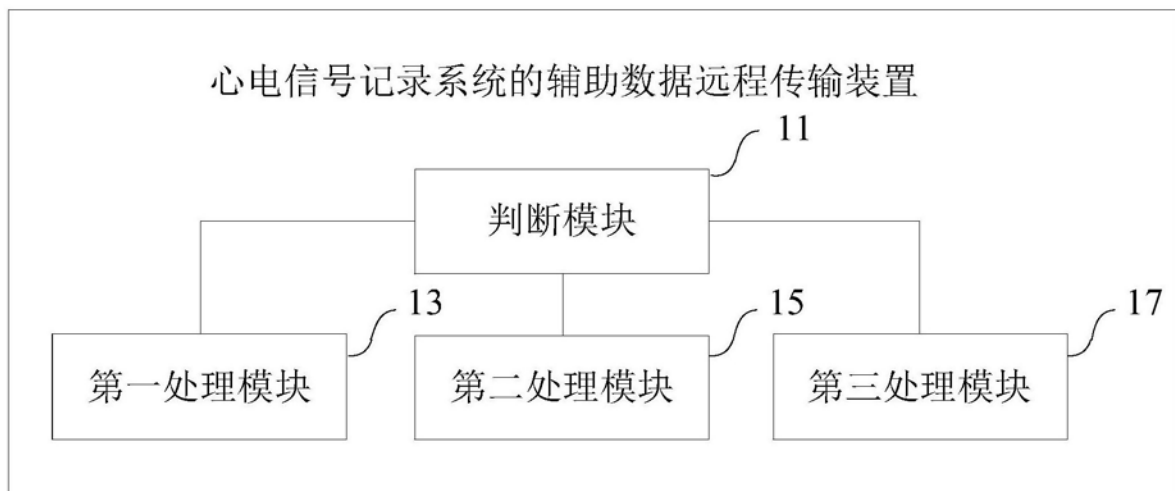 心电信号记录系统的辅助数据远程传输装置
11
判断模块
13
15
17
第一处理模块
第二处理模块
第三处理模块